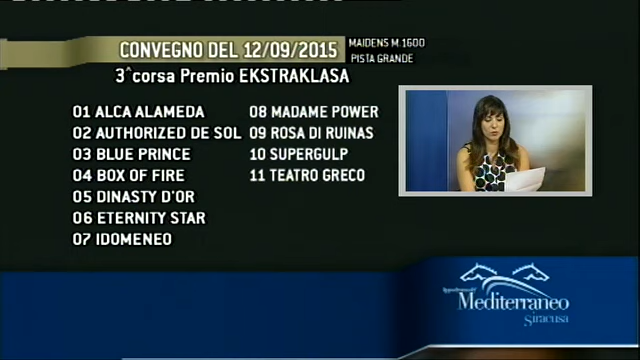 CONVEGNO DEL 12/09/2015
MAIDENS M.1600
PISTA GRANDE
3^corsa Premio EKSTRAKLASA
01 ALCA ALAMEDA
02 AUTHORIZED DE SOL
03 BLUE PRINCE
04 BOX OF FIRE
05 DINASTY D'OR
06 ETERNITY STAR
07 IDOMENEO
08 MADAME POWER
09 ROSA DI RUINAS
10 SUPERGULP
11 TEATRO GRECO
Ippodromo del
Mediterraneo
Siracusa